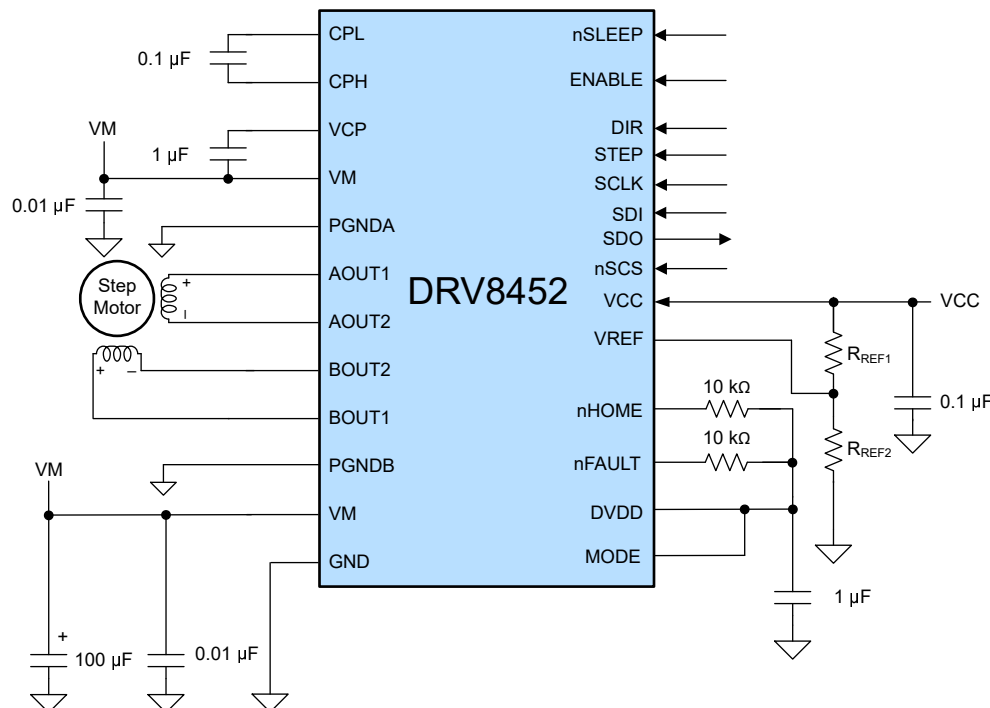 CPL
0.1 µF
CPH
VCP
VM
1 µF
VM
0.01 µF
PGNDA
AOUT1
+
Step
Motor
–
AOUT2
BOUT2
+ –
BOUT1
PGNDB
VM
VM
GND
+
100 µF
0.01 µF
DRV8452
nSLEEP
ENABLE
DIR
STEP
SCLK
SDI
SDO
nSCS
VCC
VCC
VREF
RREF1
10 kΩ
0.1 µF
nHOME
10 kΩ
RREF2
nFAULT
DVDD
MODE
1 µF